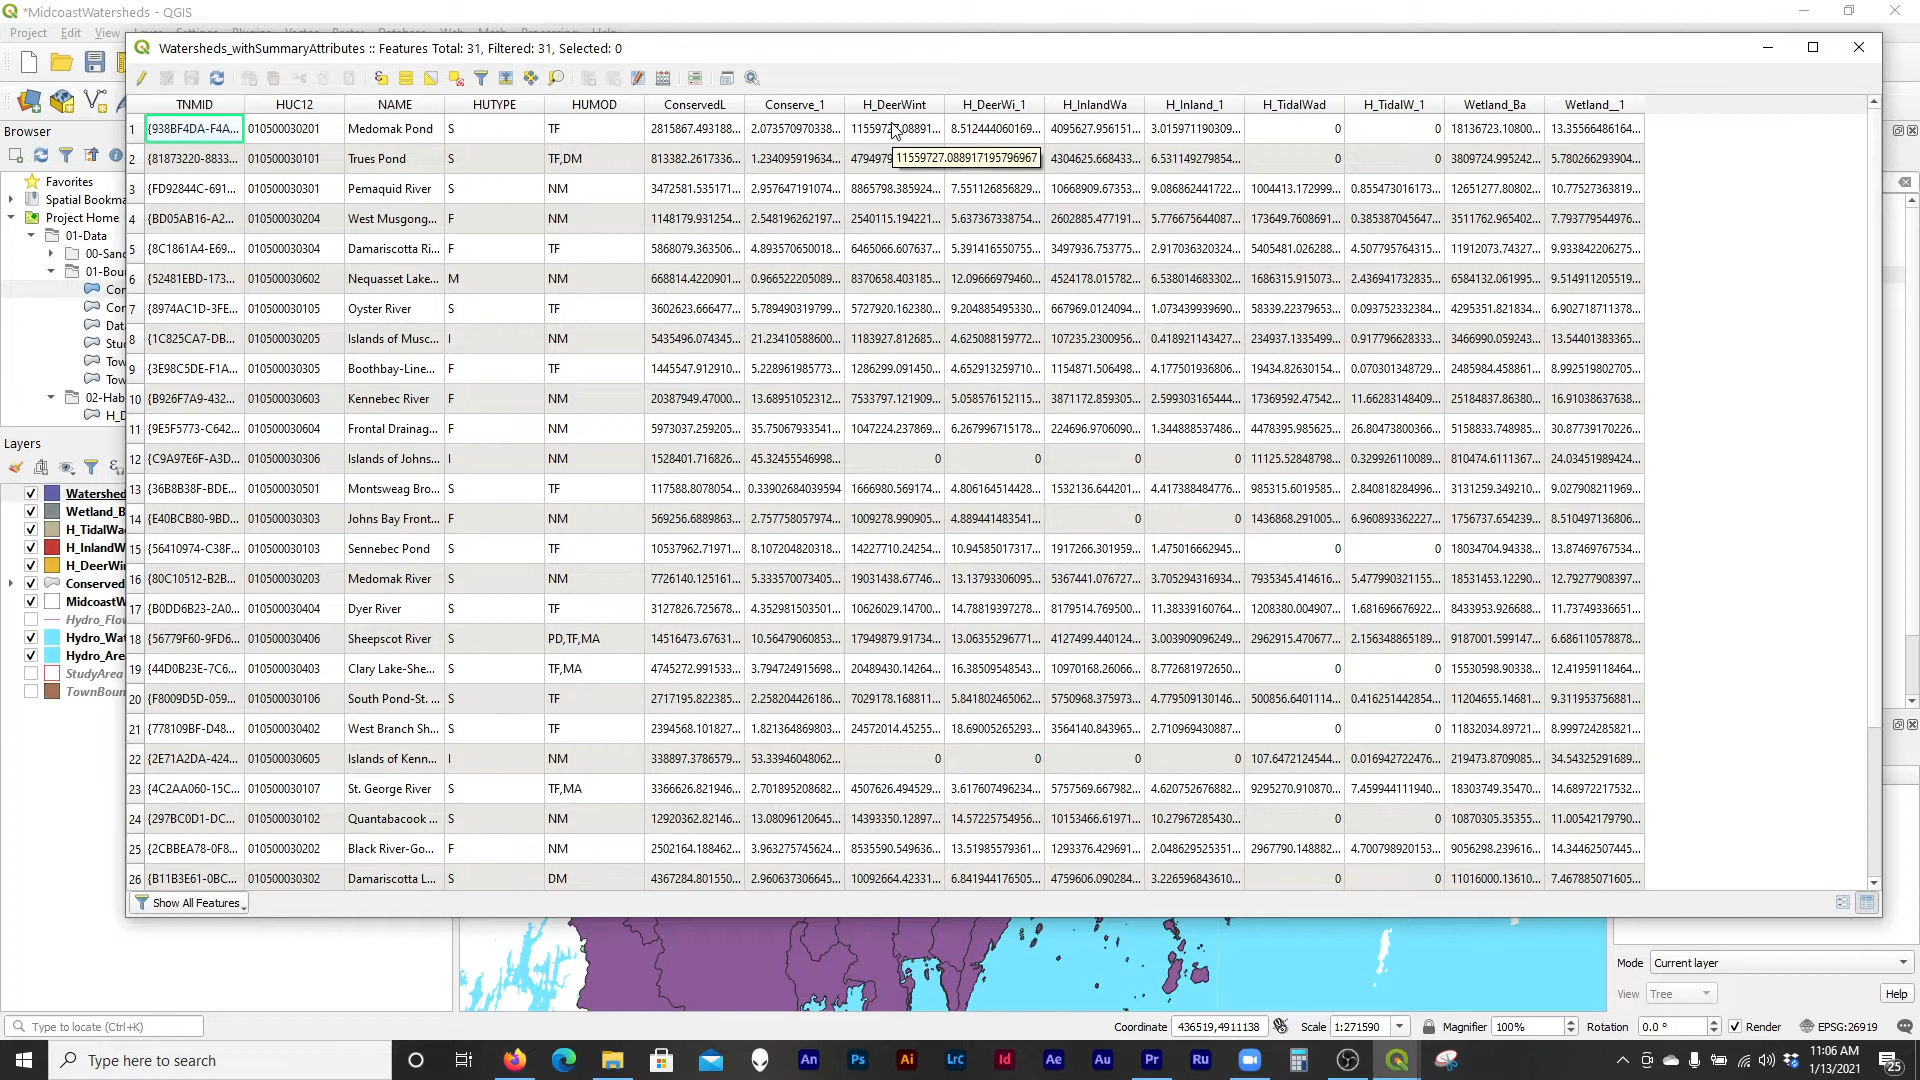 *MidcoastWatersheds - QGIS
Project Edit View
Watersheds_withSummaryAttributes :: Features Total: 31, Filtered: 31, Selected: 0
TNMID HUC12 NAME HUTYPE HUMOD ConservedL Conserve_1 H_DeerWint H_DeerWi_1 H_InlandWa H_Inland_1 H_TidalWad H_TidalW_1 Wetland_Ba Wetland__1
1 {938BF4DA-F4A... 010500030201 Medomak Pond S TF 2815867.493188... 2.073570970338... 11559727.08891... 8.512444060169... 4095627.956151... 3.015971190309... 0 0 18136723.10800... 13.35566486164...
2 {81873220-8833... 010500030101 Trues Pond S TF,DM 813382.2617336... 1.234095919634... 4794979 4304625.668433... 6.531149279854... 0 0 3809724.995242... 5.780266293904...
11559727.088917195796967
3 {FD92844C-691... 010500030301 Pemaquid River S NM 3472581.535171... 2.957647191074... 8865798.385924... 7.551126856829... 10668909.67353... 9.086862441722... 1004413.172999... 0.855473016173... 12651277.80802... 10.77527363819...
4 {BD05AB16-A2... 010500030204 West Musgong... F NM 1148179.931254... 2.548196262197... 2540115.194221... 5.637367338754... 2602885.477191... 5.776675644087... 173649.7608691... 0.385387045647... 3511762.965402... 7.793779544976...
5 {8C1861A4-E69... 010500030304 Damariscotta Ri... F TF 5868079.363506... 4.893570650018... 6465066.607637... 5.391416550755... 3497936.753775... 2.917036320324... 5405481.026288... 4.507795764315... 11912073.74327... 9.933842206275...
6 {52481EBD-173... 010500030602 Nequasset Lake... M NM 668814.4220901... 0.966522205089... 8370658.403185... 12.09666979460... 4524178.015782... 6.538014683302... 1686315.915073... 2.436941732835... 6584132.061995... 9.514911205519...
7 {8974AC1D-3FE... 010500030105 Oyster River S TF 3602623.666477... 5.789490319799... 5727920.162380... 9.204885495330... 667969.0124094... 1.073439939690... 58339.22379653... 0.093752332384... 4295351.821834... 6.902718711378...
8 {1C825CA7-DB... 010500030205 Islands of Musc... I NM 5435496.074345... 21.23410588600... 1183927.812685... 4.625088159772... 107235.2300956... 0.418921143427... 234937.1335499... 0.917796628333... 3466990.059243... 13.54401383365...
9 {3E98C5DE-F1A... 010500030305 Boothbay-Line... F TF 1445547.912910... 5.228961985773... 1286299.091450... 4.652913259710... 1154871.506498... 4.177501936806... 19434.82630154... 0.070301348729... 2485984.458861... 8.992519802705...
10 {B926F7A9-432... 010500030603 Kennebec River F NM 20387949.47000... 13.68951052312... 7533797.121909... 5.058576152115... 3871172.859305... 2.599303165444... 17369592.47542... 11.66283148409... 25184837.86380... 16.91038637638...
11 {9E5F5773-C642... 010500030604 Frontal Drainag... F NM 5973037.259205... 35.75067933541... 1047224.237869... 6.267996715178... 224696.9706090... 1.344888537486... 4478395.985625... 26.80473800366... 5158833.748985... 30.87739170226...
12 {C9A97E6F-A3D... 010500030306 Islands of Johns... I NM 1528401.716826... 45.32455546998... 0 0 0 0 11125.52848798... 0.329926110089... 810474.6111367... 24.03451989424...
13 {36B8B38F-BDE... 010500030501 Montsweag Bro... S TF 117588.8078054... 0.33902684039594 1666980.569174... 4.806164514428... 1532136.644201... 4.417388484776... 985315.6019585... 2.840818284996... 3131259.349210... 9.027908211969...
14 {E40BCB80-9BD... 010500030303 Johns Bay Front... F NM 569256.6889863... 2.757758057974... 1009278.990905... 4.889441483541... 0 0 1436868.291005... 6.960893362227... 1756737.654239... 8.510497136806...
15 {56410974-C38F... 010500030103 Sennebec Pond S TF 10537962.71971... 8.107204820318... 14227710.24254... 10.94585017317... 1917266.301959... 1.475016662945... 0 0 18034704.94338... 13.87469767534...
16 {80C10512-B2B... 010500030203 Medomak River S NM 7726140.125161... 5.333570073405... 19031438.67746... 13.13793306095... 5367441.076727... 3.705294316934... 7935345.414616... 5.477990321155... 18531453.12290... 12.79277908397...
17 {B0DD6B23-2A0... 010500030404 Dyer River S TF 3127826.725678... 4.352981503501... 10626029.14700... 14.78819397278... 8179514.769500... 11.38339160764... 1208380.004907... 1.681696676922... 8433953.926688... 11.73749336651...
18 {56779F60-9FD6... 010500030406 Sheepscot River S PD,TF,MA 14516473.67631... 10.56479060853... 17949879.91734... 13.06355296771... 4127499.440124... 3.003909096249... 2962915.470677... 2.156348865189... 9187001.599147... 6.686110578878...
19 {44D0B23E-7C6... 010500030403 Clary Lake-She... S TF,MA 4745272.991533... 3.794724915698... 20489430.14264... 16.38509548543... 10970168.26066... 8.772681972650... 0 0 15530598.90338... 12.41959118464...
20 {F8009D5D-059... 010500030106 South Pond-St. ... S TF 2717195.822385... 2.258204426186... 7029178.168811... 5.841802465062... 5750968.375973... 4.779509130146... 500856.6401114... 0.416251442854... 11204655.14681... 9.311953756881...
21 {778109BF-D48... 010500030402 West Branch Sh... S TF 2394568.101827... 1.821364869803... 24572014.45255... 18.69005265293... 3564140.843965... 2.710969430887... 0 0 11832034.89721... 8.999724285821...
22 {2E71A2DA-424... 010500030605 Islands of Kenn... I NM 338897.3786579... 53.33946048062... 0 0 0 0 107.6472124544... 0.016942722476... 219473.8709085... 34.54325291689...
23 {4C2AA060-15C... 010500030107 St. George River S TF,MA 3366626.821946... 2.701895208682... 4507626.494529... 3.617607496234... 5757569.667982... 4.620752676882... 9295270.910870... 7.459944111940... 18303749.35470... 14.68972217532...
24 {297BC0D1-DC... 010500030102 Quantabacook ... S NM 12920362.82146... 13.08096120645... 14393350.12897... 14.57225754956... 10153466.61971... 10.27967285430... 0 0 10870305.35355... 11.00542179790...
25 {2CBBEA78-0F8... 010500030202 Black River-Go... F NM 2502164.188462... 3.963275745624... 8535590.549636... 13.51985579361... 1293376.429691... 2.048629525351... 2967790.148882... 4.700798920153... 9056298.239616... 14.34462507445...
26 {B11B3E61-0BC... 010500030302 Damariscotta L... S DM 4367284.801550... 2.960637306645... 10092664.42331... 6.841944176505... 4759606.090284... 3.226596843610... 0 0 11016000.13610... 7.467885071605...
Show All Features
Browser
Favorites
Spatial Bookma
Project Home
01-Data
00-San
01-Bou
Con
Con
Dat
Stu
Tow
Tow
02-Hab
H_D
Layers
Watershed
Wetland_B
H_TidalWa
H_InlandW
H_DeerWi
Conserved
MidcoastW
Hydro_Flo
Hydro_Wat
Hydro_Are
StudyArea
TownBoun
Mode Current layer
View Tree Help
Type to locate (Ctrl+K) Coordinate 436519,4911138 Scale 1:271590 Magnifier 100% Rotation 0.0 ° Render EPSG:26919
Type here to search An Ps Ai Lrc Id Ae Au Pr Ru 11:06 AM
1/13/2021 25